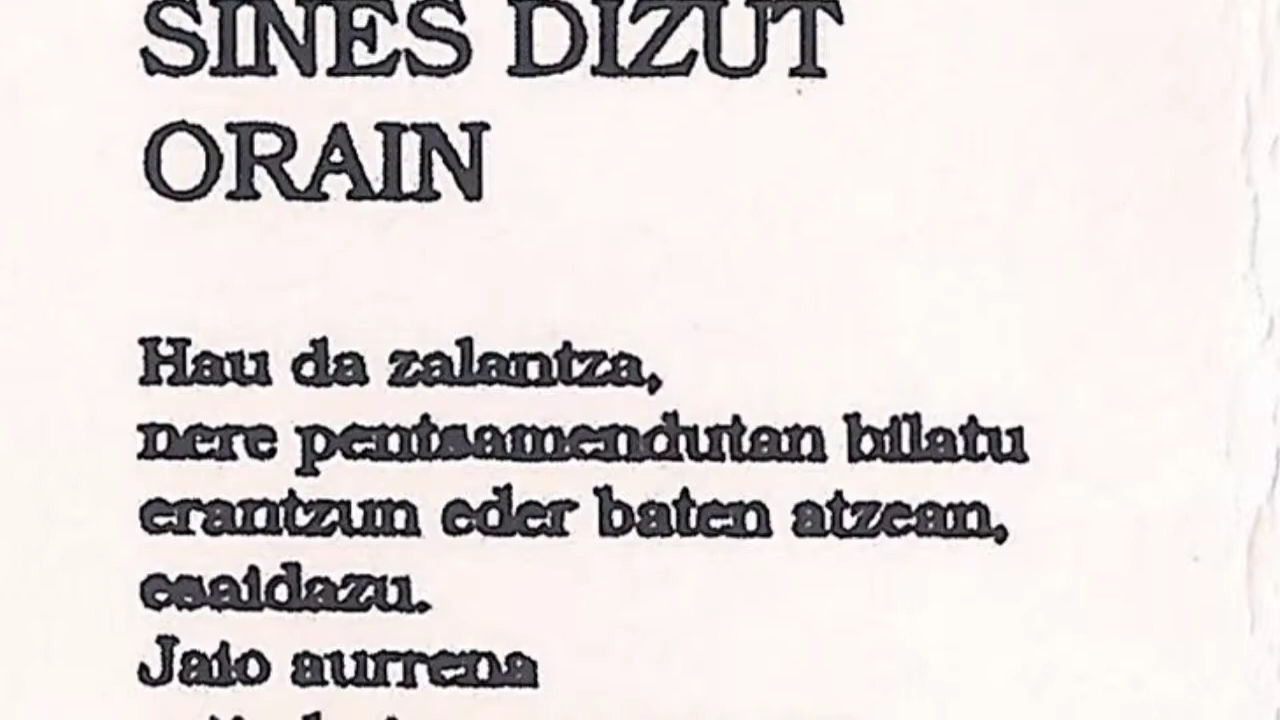 SINES DIZUT
ORAIN
Hau da zalantza,
nere pentsamendutan bilatu
erantzun eder baten atzean,
esaidazu.
Jaio aurrena